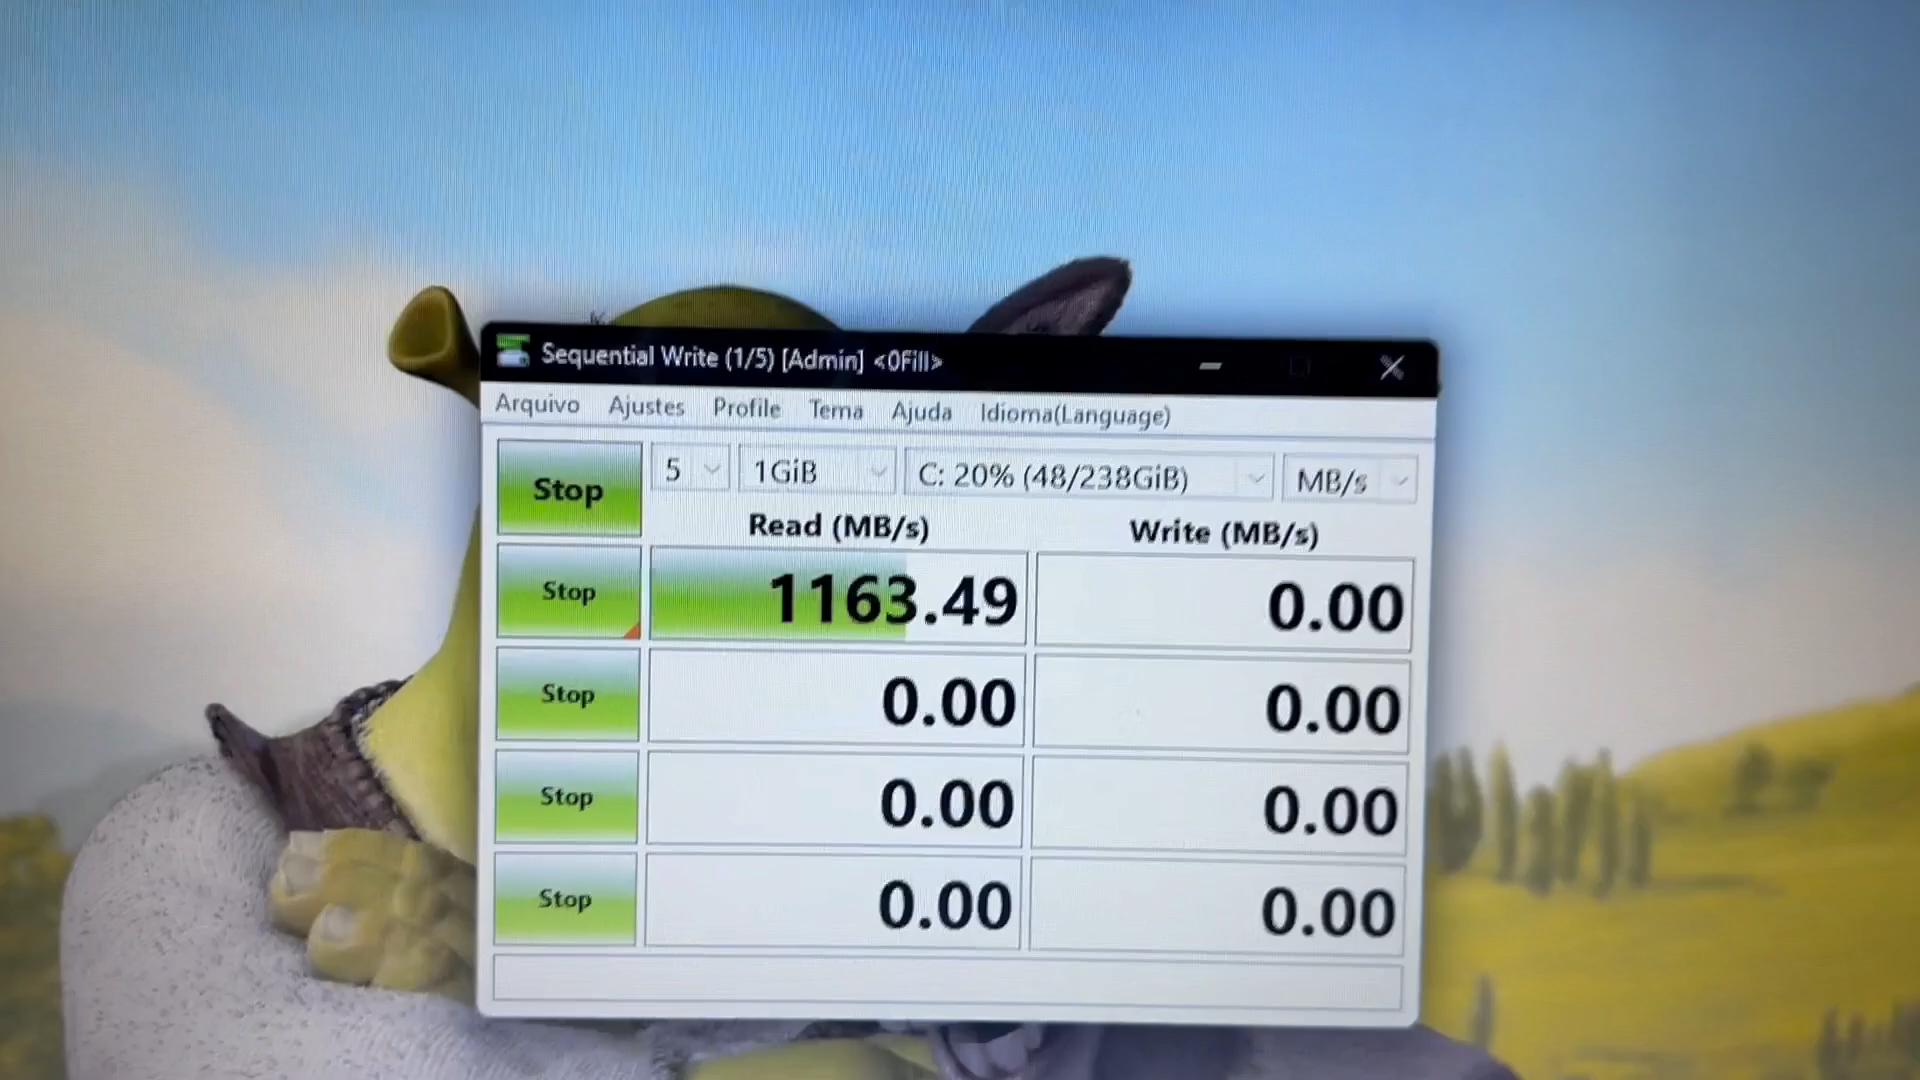 Sequential Write (1/5) [Admin] <0Fill>
Arquivo Ajustes Profile Tema Ajuda Idioma(Language)
Stop 5 1GiB C: 20% (48/238GiB) MB/s
Read (MB/s) Write (MB/s)
Stop 1163.49 0.00
Stop 0.00 0.00
Stop 0.00 0.00
Stop 0.00 0.00